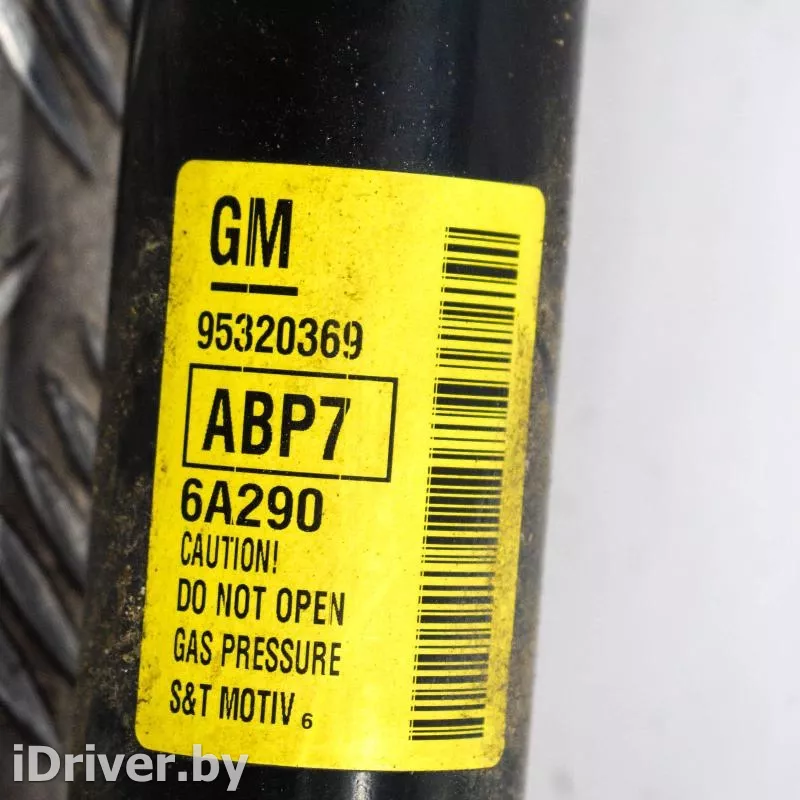 GM
95320369
ABP7
6A290
CAUTION!
DO NOT OPEN
GAS PRESSURE
S&T MOTIV 6
iDriver.by